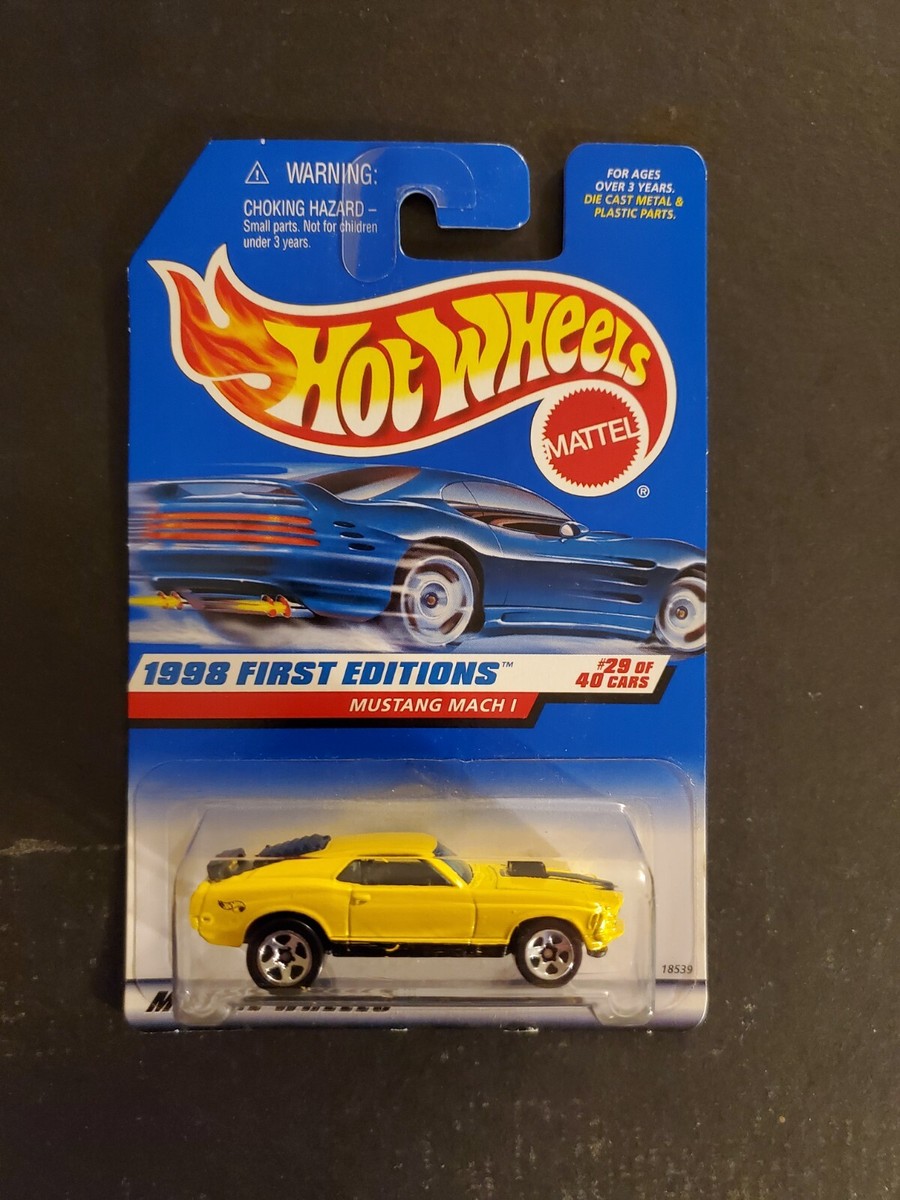 WARNING:
CHOKING HAZARD –
Small parts. Not for children
under 3 years.
FOR AGES
OVER 3 YEARS.
DIE CAST METAL &
PLASTIC PARTS.
HOT WHEELS
MATTEL
®
1998 FIRST EDITIONS™
#29 OF
40 CARS
MUSTANG MACH I
18539